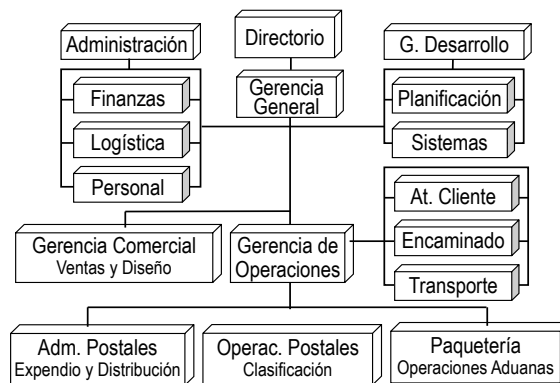 Administración
Directorio
G. Desarrollo
Finanzas
Logística
Personal
Gerencia
General
Planificación
Sistemas
At. Cliente
Encaminado
Transporte
Gerencia Comercial
Ventas y Diseño
Gerencia de
Operaciones
Adm. Postales
Expendio y Distribución
Operac. Postales
Clasificación
Paquetería
Operaciones Aduanas